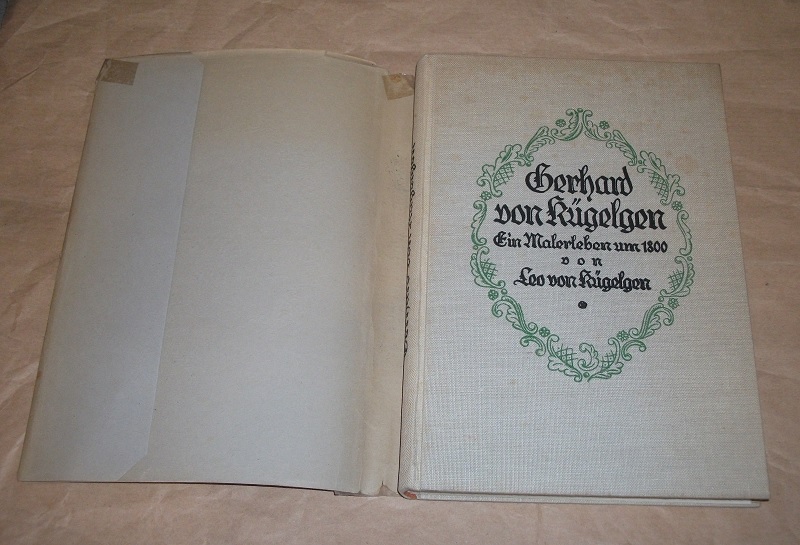 Gerhard
von Kügelgen
Ein Malerleben um 1800
von
Leo von Kügelgen